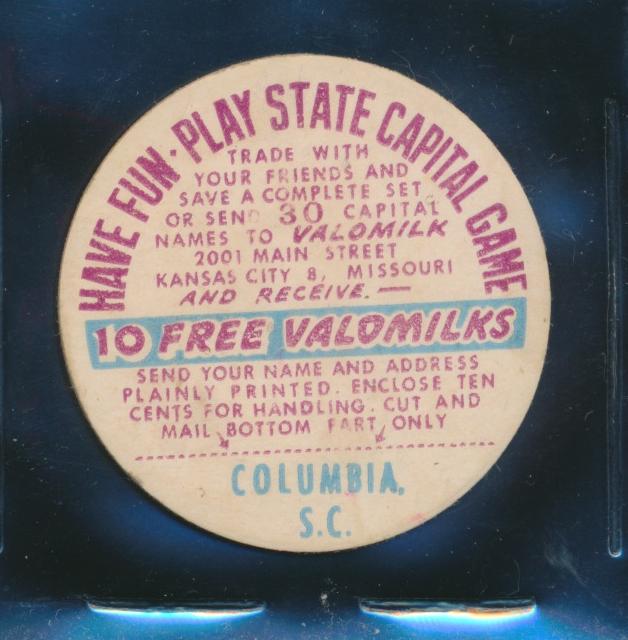 HAVE FUN · PLAY STATE CAPITAL GAME
TRADE WITH
YOUR FRIENDS AND
SAVE A COMPLETE SET
OR SEND 30 CAPITAL
NAMES TO VALOMILK
2001 MAIN STREET
KANSAS CITY 8, MISSOURI
AND RECEIVE. —
10 FREE VALOMILKS
SEND YOUR NAME AND ADDRESS
PLAINLY PRINTED. ENCLOSE TEN
CENTS FOR HANDLING. CUT AND
MAIL BOTTOM PART ONLY
COLUMBIA,
S.C.